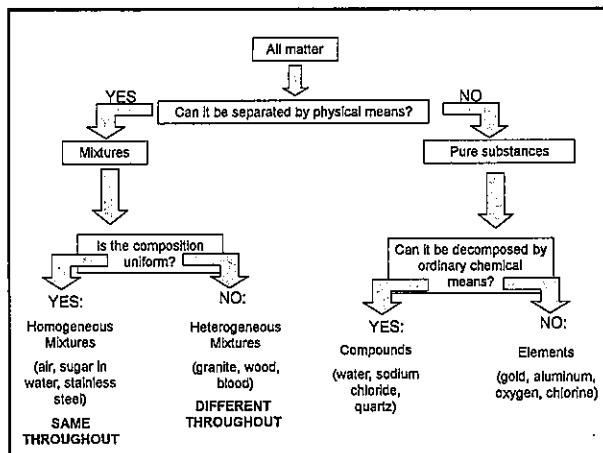 All matter
YES
NO
Can it be separated by physical means?
Mixtures
Pure substances
Is the composition
uniform?
Can it be decomposed by
ordinary chemical
means?
YES:
Homogeneous
Mixtures
(air, sugar in
water, stainless
steel)
SAME
THROUGHOUT
NO:
Heterogeneous
Mixtures
(granite, wood,
blood)
DIFFERENT
THROUGHOUT
YES:
Compounds
(water, sodium
chloride,
quartz)
NO:
Elements
(gold, aluminum,
oxygen, chlorine)